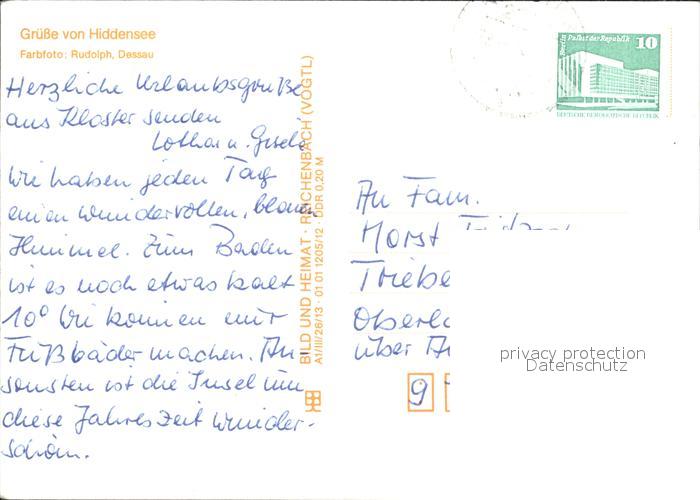 Grüße von Hiddensee
Farbfoto: Rudolph, Dessau
Herzliche Urlaubsgrüße
aus Kloster senden
Lothar u. Gisela
Wir haben jeden Tag
einen wundervollen, blauen
Himmel. Zum Baden
ist es noch etwas kalt
10° Wir können nur
Fußbäder machen. An
sonsten ist die Insel um
diese Jahreszeit wunder-
schön.
BILD UND HEIMAT · REICHENBACH (VOGTL)
A1/III/26/13 · 01 01 1205/12 · DDR 0,20 M
Berlin Palast der Republik
10
DEUTSCHE DEMOKRATISCHE REPUBLIK
An Fam.
Horst
Triebe
Oberlo
über
9
privacy protection
Datenschutz